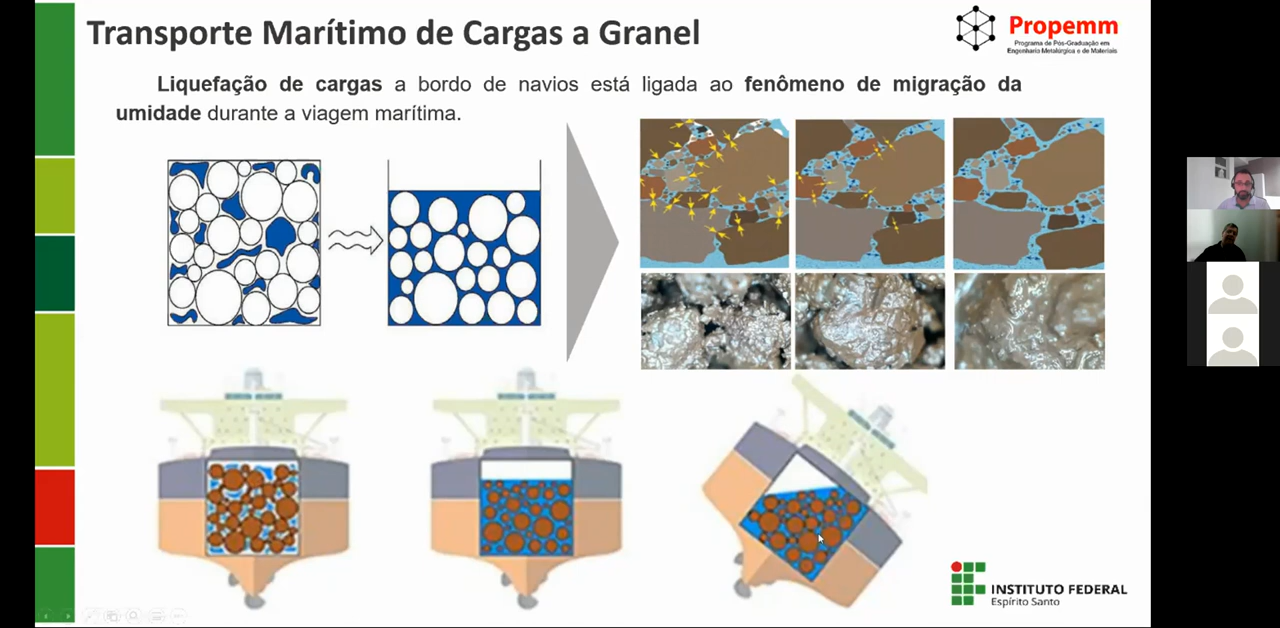 Transporte Marítimo de Cargas a Granel
Propemm
Programa de Pós-Graduação em
Engenharia Metalúrgica e de Materiais
Liquefação de cargas a bordo de navios está ligada ao fenômeno de migração da
umidade durante a viagem marítima.
INSTITUTO FEDERAL
Espírito Santo